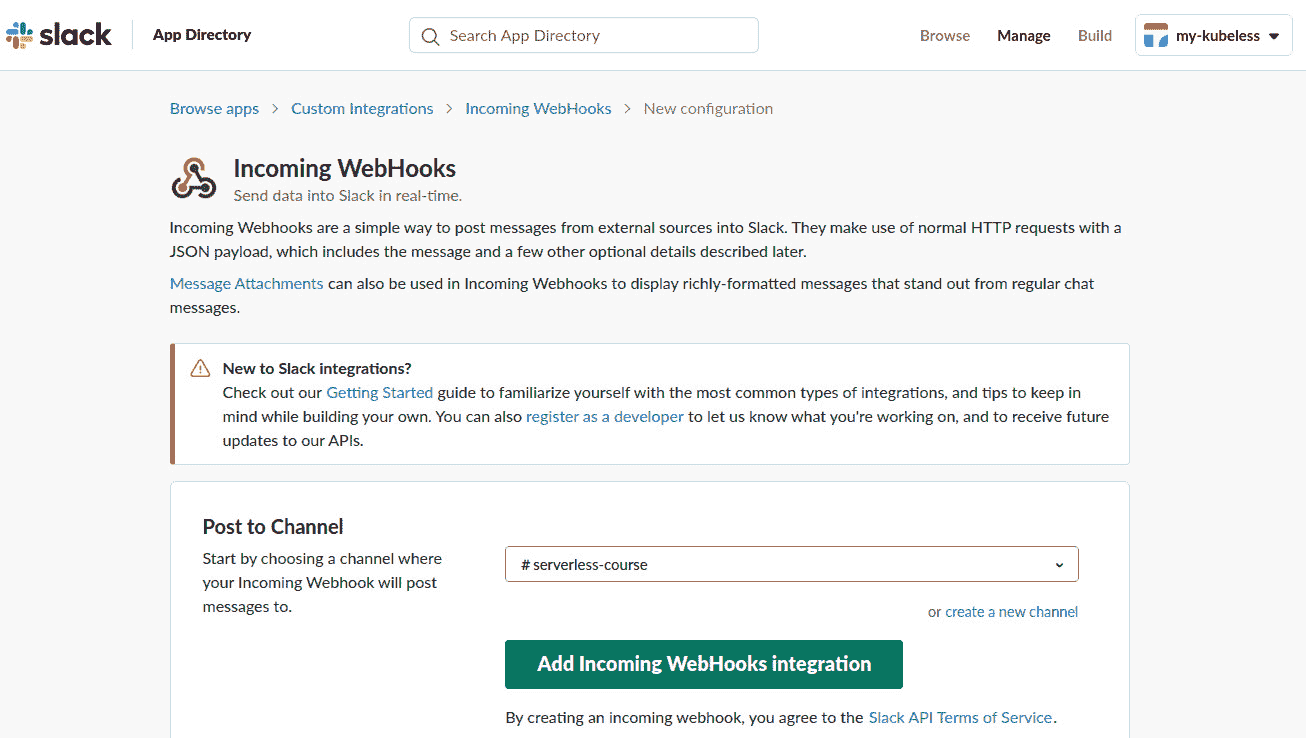 slack App Directory Search App Directory Browse Manage Build my-kubeless
Browse apps > Custom Integrations > Incoming WebHooks > New configuration
Incoming WebHooks
Send data into Slack in real-time.
Incoming Webhooks are a simple way to post messages from external sources into Slack. They make use of normal HTTP requests with a
JSON payload, which includes the message and a few other optional details described later.
Message Attachments can also be used in Incoming Webhooks to display richly-formatted messages that stand out from regular chat
messages.
New to Slack integrations?
Check out our Getting Started guide to familiarize yourself with the most common types of integrations, and tips to keep in
mind while building your own. You can also register as a developer to let us know what you're working on, and to receive future
updates to our APIs.
Post to Channel
Start by choosing a channel where
your Incoming Webhook will post
messages to.
# serverless-course
or create a new channel
Add Incoming WebHooks integration
By creating an incoming webhook, you agree to the Slack API Terms of Service.